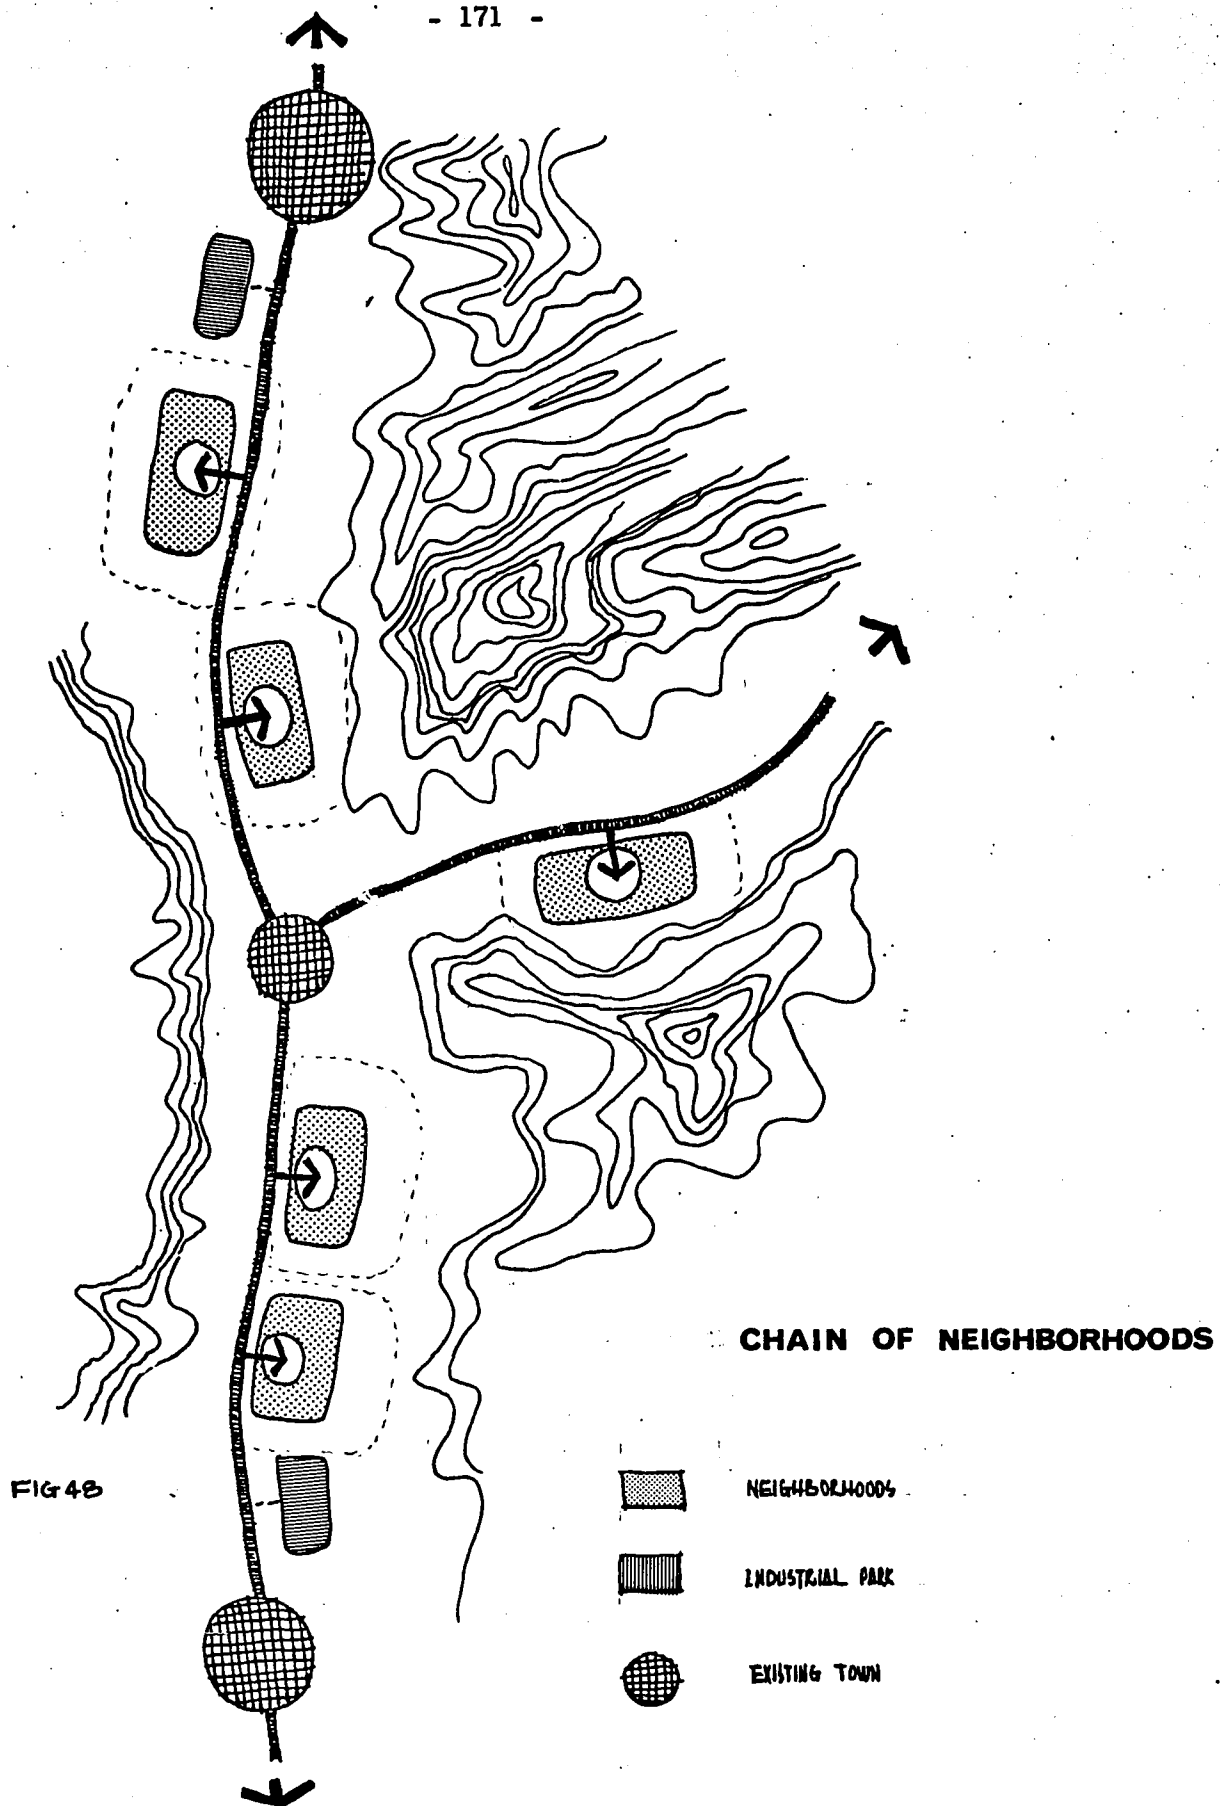 - 171 -
CHAIN OF NEIGHBORHOODS
FIG 48
NEIGHBORHOODS
INDUSTRIAL PARK
EXISTING TOWN